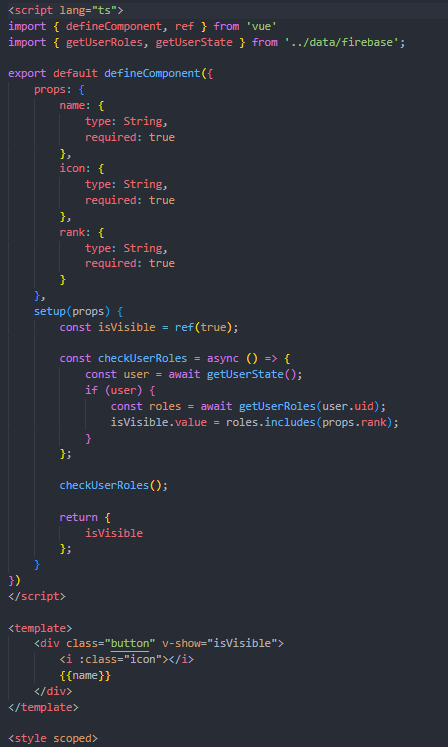 <script lang="ts">
import { defineComponent, ref } from 'vue'
import { getUserRoles, getUserState } from '../data/firebase';

export default defineComponent({
    props: {
        name: {
            type: String,
            required: true
        },
        icon: {
            type: String,
            required: true
        },
        rank: {
            type: String,
            required: true
        }
    },
    setup(props) {
        const isVisible = ref(true);

        const checkUserRoles = async () => {
            const user = await getUserState();
            if (user) {
                const roles = await getUserRoles(user.uid);
                isVisible.value = roles.includes(props.rank);
            }
        };

        checkUserRoles();

        return {
            isVisible
        };
    }
})
</script>

<template>
    <div class="button" v-show="isVisible">
        <i :class="icon"></i>
        {{name}}
    </div>
</template>

<style scoped>